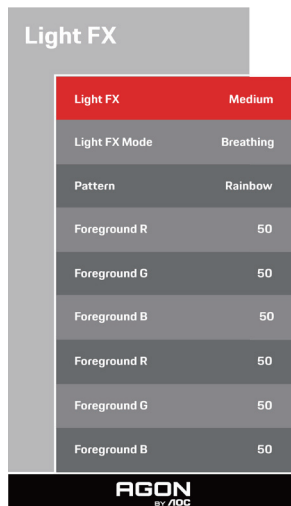 Light FX
Light FX Medium
Light FX Mode Breathing
Pattern Rainbow
Foreground R 50
Foreground G 50
Foreground B 50
Foreground R 50
Foreground G 50
Foreground B 50
AGON
BY AOC